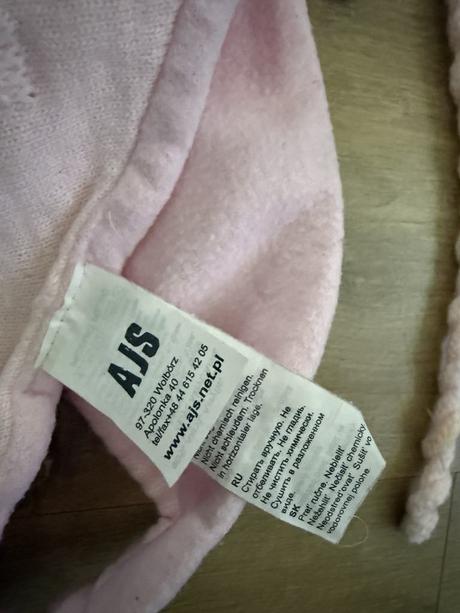 AJS
97-320 Wolbórz
Apolonka 40
tel/fax+48 44 615 42 05
www.ajs.net.pl
Nicht chemisch reinigen.
Nicht schleudern. Trocknen
in horizontaler lage.
RU
Стирать вручную. Не
отбеливать. Не гладить.
Не чистить химически.
Сушить в разложенном
виде.
SK
Prať ručne. Nebieliť
Nežehliť Nečistiť chemicky
Neodstreďovať Sušiť vo
vodorovnej polohe